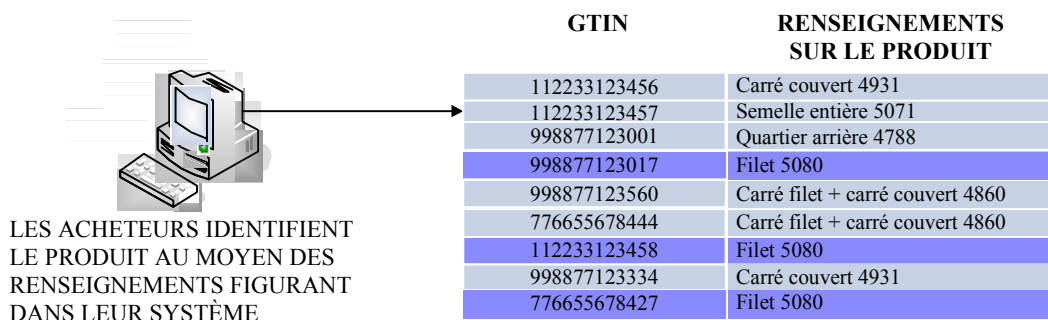 GTIN RENSEIGNEMENTS
SUR LE PRODUIT
112233123456 Carré couvert 4931
112233123457 Semelle entière 5071
998877123001 Quartier arrière 4788
998877123017 Filet 5080
998877123560 Carré filet + carré couvert 4860
776655678444 Carré filet + carré couvert 4860
112233123458 Filet 5080
998877123334 Carré couvert 4931
776655678427 Filet 5080
LES ACHETEURS IDENTIFIENT
LE PRODUIT AU MOYEN DES
RENSEIGNEMENTS FIGURANT
DANS LEUR SYSTÈME